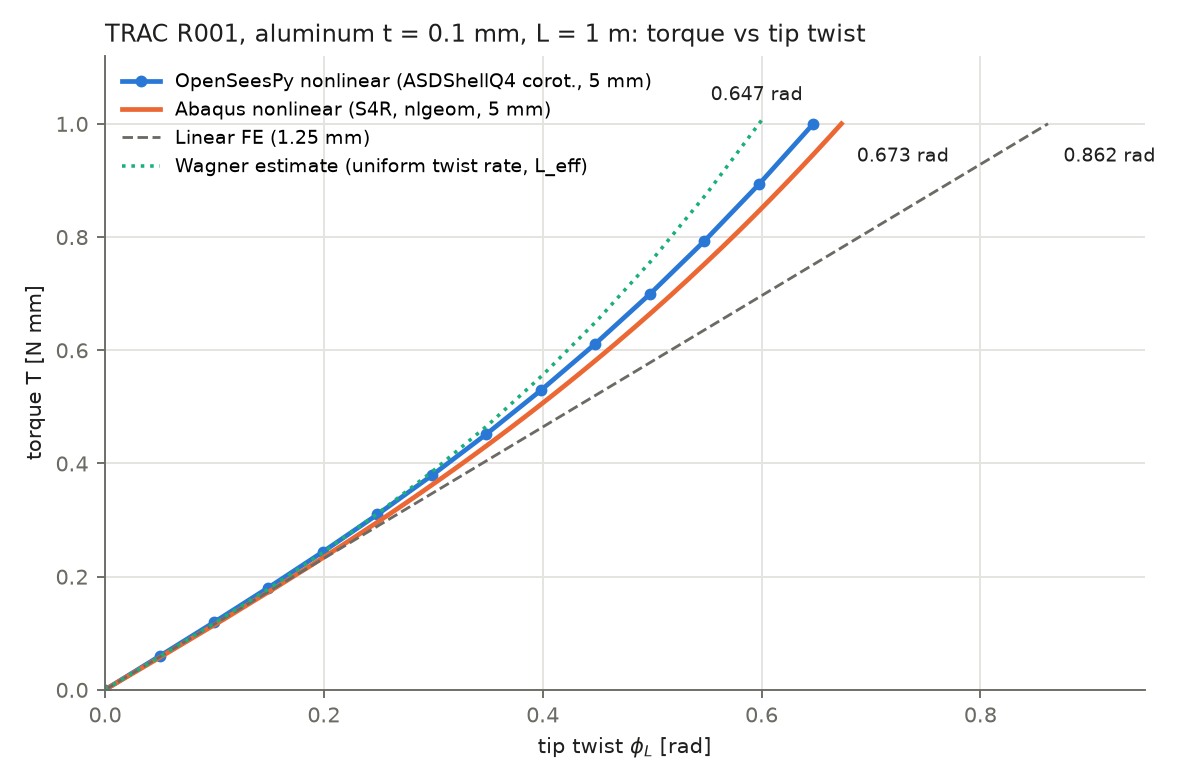 TRAC R001, aluminum t = 0.1 mm, L = 1 m: torque vs tip twist
OpenSeesPy nonlinear (ASDShellQ4 corot., 5 mm)
Abaqus nonlinear (S4R, nlgeom, 5 mm)
Linear FE (1.25 mm)
Wagner estimate (uniform twist rate, L_eff)
0.647 rad
0.673 rad
0.862 rad
torque T [N mm]
1.0
0.8
0.6
0.4
0.2
0.0
0.0 0.2 0.4 0.6 0.8
tip twist ϕ_L [rad]